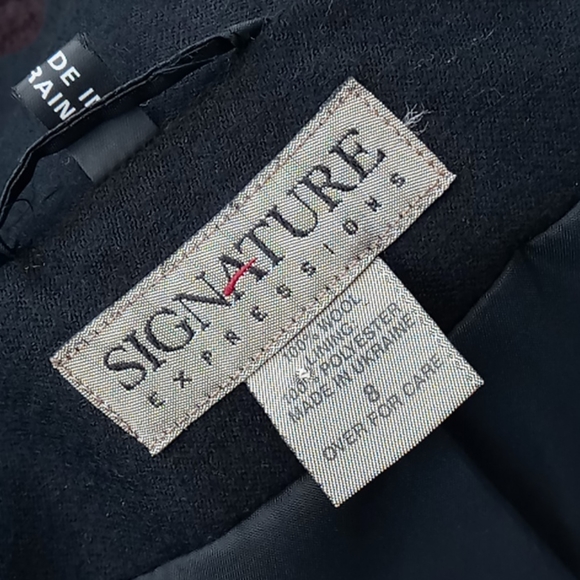 DE IN
RAIN
SIGNATURE
EXPRESSIONS
100% WOOL
LINING
100% POLYESTER
MADE IN UKRAINE
8
OVER FOR CARE